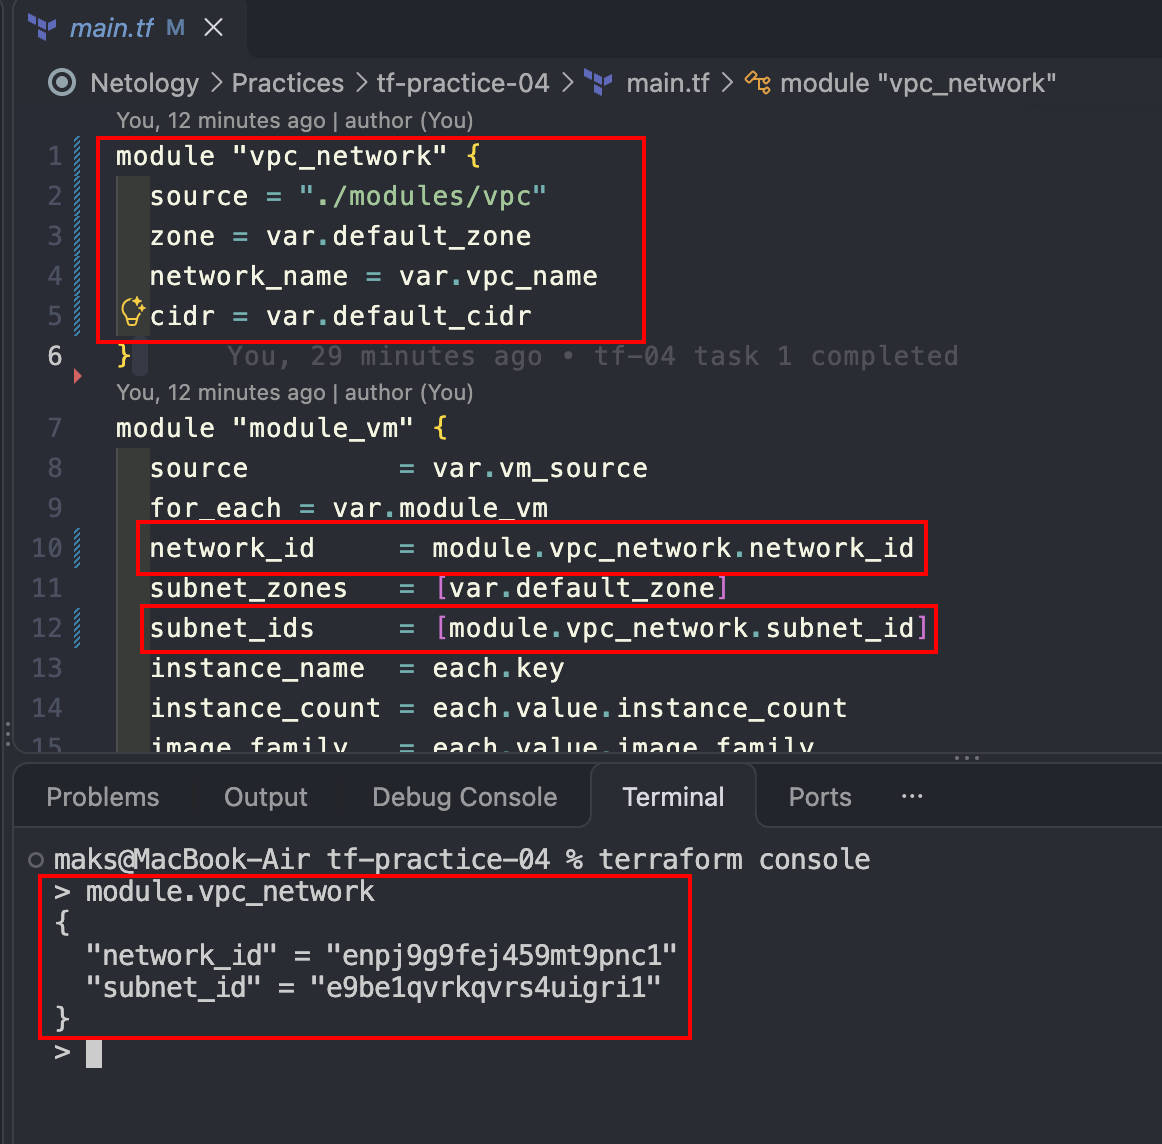 main.tf M
Netology > Practices > tf-practice-04 > main.tf > module "vpc_network"
You, 12 minutes ago | author (You)
1 module "vpc_network" {
2 source = "./modules/vpc"
3 zone = var.default_zone
4 network_name = var.vpc_name
5 cidr = var.default_cidr
6 } You, 29 minutes ago • tf-04 task 1 completed
You, 12 minutes ago | author (You)
7 module "module_vm" {
8 source = var.vm_source
9 for_each = var.module_vm
10 network_id = module.vpc_network.network_id
11 subnet_zones = [var.default_zone]
12 subnet_ids = [module.vpc_network.subnet_id]
13 instance_name = each.key
14 instance_count = each.value.instance_count
15 image_family = each.value.image_family
Problems Output Debug Console Terminal Ports ···
maks@MacBook-Air tf-practice-04 % terraform console
> module.vpc_network
{
"network_id" = "enpj9g9fej459mt9pnc1"
"subnet_id" = "e9be1qvrkqvrs4uigri1"
}
>